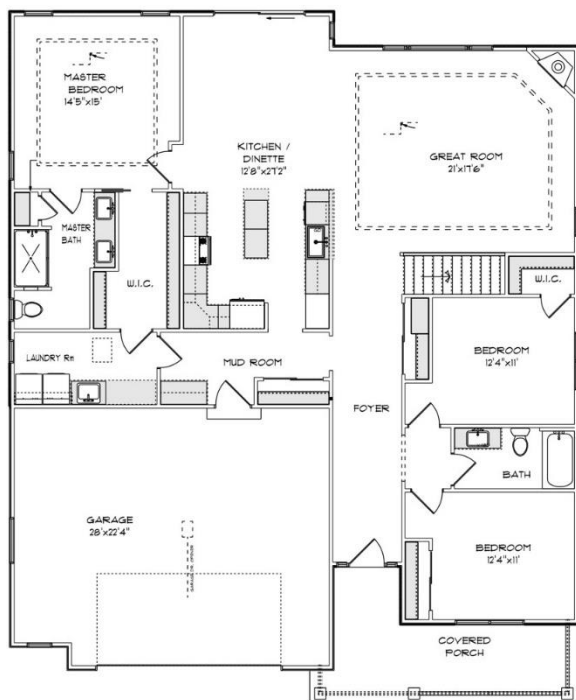 MASTER
BEDROOM
14'5"x15'
KITCHEN /
DINETTE
12'8"x27'2"
GREAT ROOM
21'x17'6"
MASTER
BATH
W.I.C.
W.I.C.
LAUNDRY Rm
MUD ROOM
BEDROOM
12'4"x11'
FOYER
BATH
GARAGE
28'x22'4"
BEDROOM
12'4"x11'
COVERED
PORCH